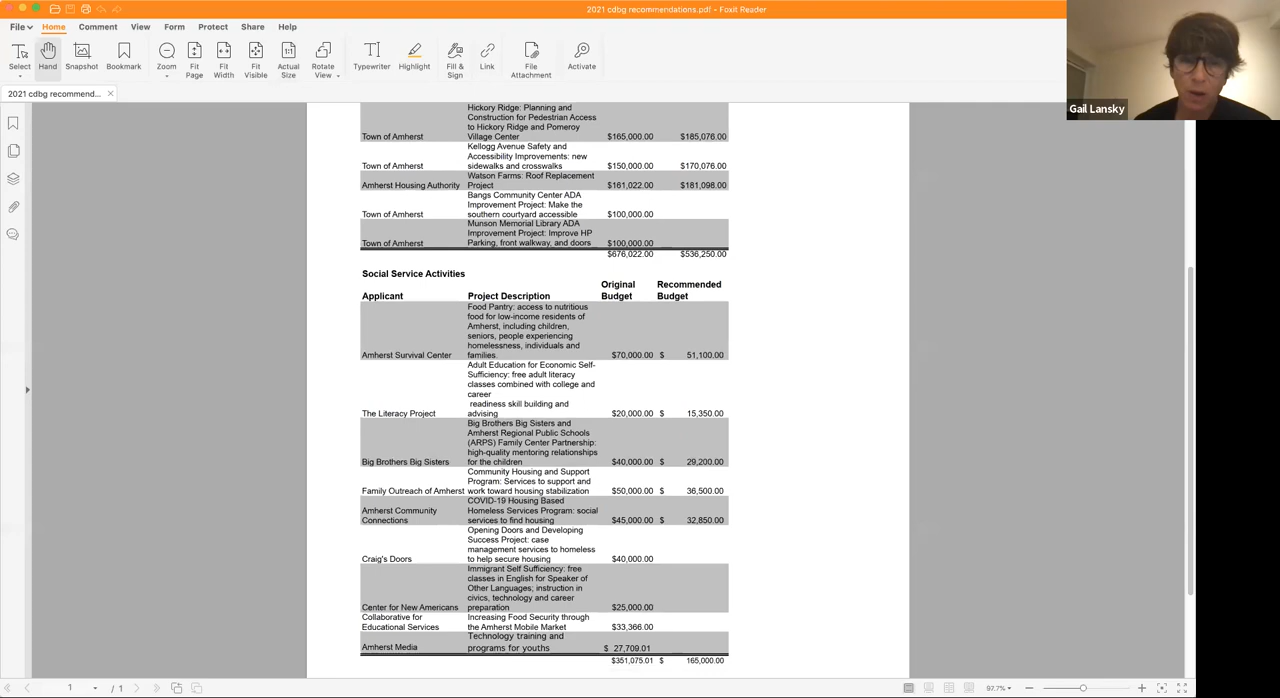 2021 cdbg recommendations.pdf - Foxit Reader
File Home Comment View Form Protect Share Help
Select Hand Snapshot Bookmark Zoom Fit Page Fit Width Fit Visible Actual Size Rotate View Typewriter Highlight Fill & Sign Link File Attachment Activate
2021 cdbg recommend...
Gail Lansky
Hickory Ridge: Planning and
Construction for Pedestrian Access
to Hickory Ridge and Pomeroy
Town of Amherst Village Center $165,000.00 $185,076.00
Kellogg Avenue Safety and
Accessibility Improvements: new
Town of Amherst sidewalks and crosswalks $150,000.00 $170,076.00
Watson Farms: Roof Replacement
Amherst Housing Authority Project $161,022.00 $181,098.00
Bangs Community Center ADA
Improvement Project: Make the
Town of Amherst southern courtyard accessible $100,000.00
Munson Memorial Library ADA
Improvement Project: Improve HP
Town of Amherst Parking, front walkway, and doors $100,000.00
$676,022.00 $536,250.00
Social Service Activities
Original Recommended
Applicant Project Description Budget Budget
Food Pantry: access to nutritious
food for low-income residents of
Amherst, including children,
seniors, people experiencing
homelessness, individuals and
Amherst Survival Center families. $70,000.00 $ 51,100.00
Adult Education for Economic Self-
Sufficiency: free adult literacy
classes combined with college and
career
readiness skill building and
The Literacy Project advising $20,000.00 $ 15,350.00
Big Brothers Big Sisters and
Amherst Regional Public Schools
(ARPS) Family Center Partnership:
high-quality mentoring relationships
Big Brothers Big Sisters for the children $40,000.00 $ 29,200.00
Community Housing and Support
Program: Services to support and
Family Outreach of Amherst work toward housing stabilization $50,000.00 $ 36,500.00
COVID-19 Housing Based
Amherst Community Homeless Services Program: social
Connections services to find housing $45,000.00 $ 32,850.00
Opening Doors and Developing
Success Project: case
management services to homeless
Craig's Doors to help secure housing $40,000.00
Immigrant Self Sufficiency: free
classes in English for Speaker of
Other Languages; instruction in
civics, technology and career
Center for New Americans preparation $25,000.00
Collaborative for Increasing Food Security through
Educational Services the Amherst Mobile Market $33,366.00
Technology training and
Amherst Media programs for youths $ 27,709.01
$351,075.01 $ 165,000.00
1 / 1 97.7%